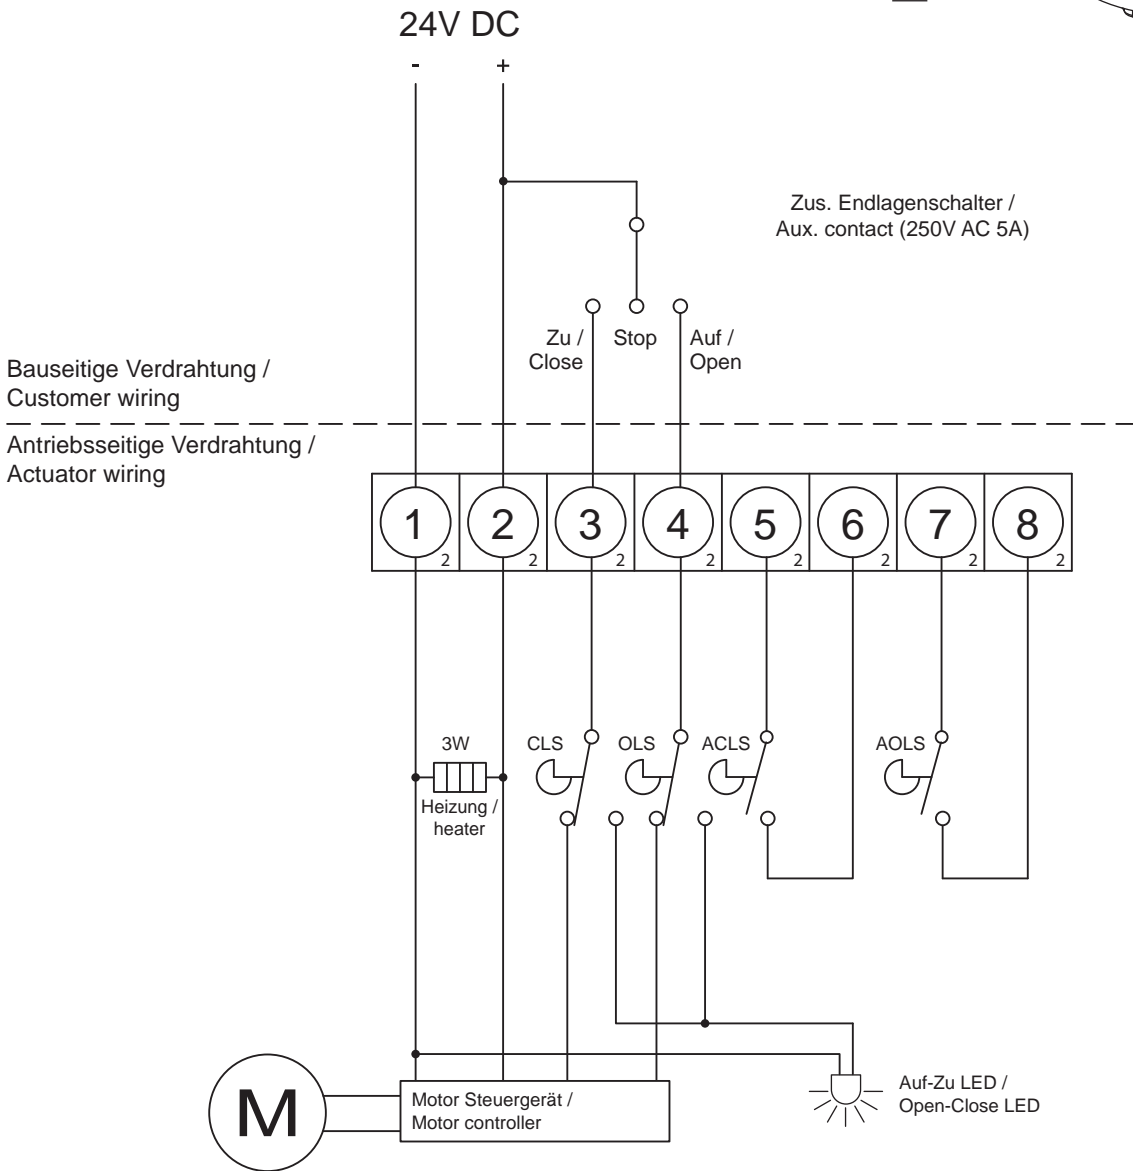 24V DC
- +
Zus. Endlagenschalter /
Aux. contact (250V AC 5A)
Zu /
Close
Stop
Auf /
Open
Bauseitige Verdrahtung /
Customer wiring
Antriebsseitige Verdrahtung /
Actuator wiring
1 2 3 4 5 6 7 8
2 2 2 2 2 2 2 2
3W
CLS
OLS
ACLS
AOLS
Heizung /
heater
M
Motor Steuergerät /
Motor controller
Auf-Zu LED /
Open-Close LED